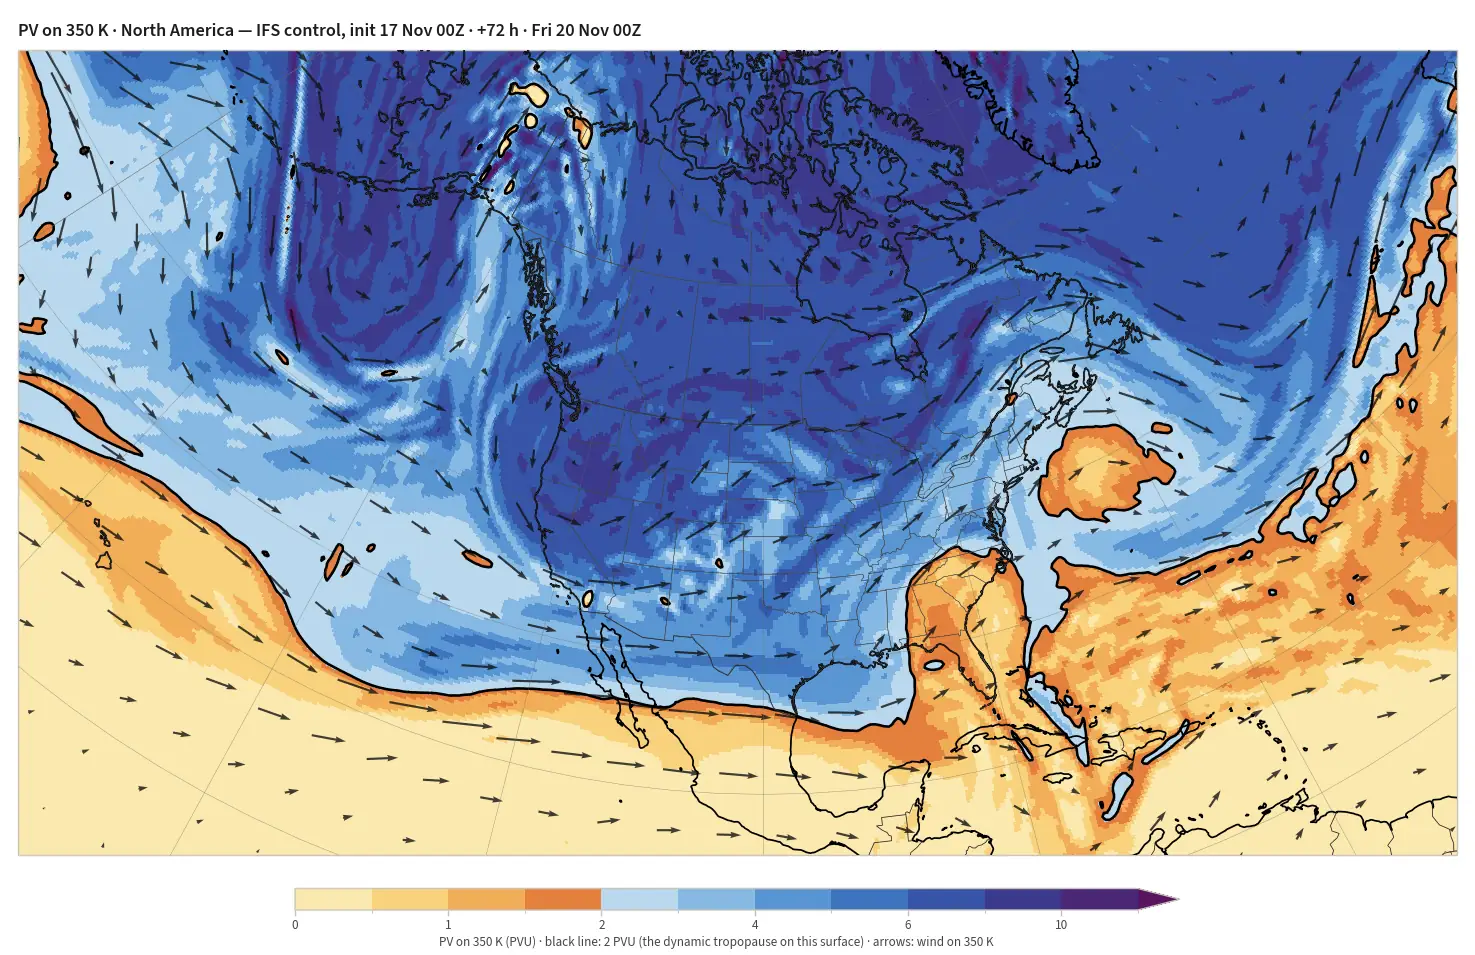 PV on 350 K · North America — IFS control, init 17 Nov 00Z · +72 h · Fri 20 Nov 00Z
0 1 2 4 6 10
PV on 350 K (PVU) · black line: 2 PVU (the dynamic tropopause on this surface) · arrows: wind on 350 K